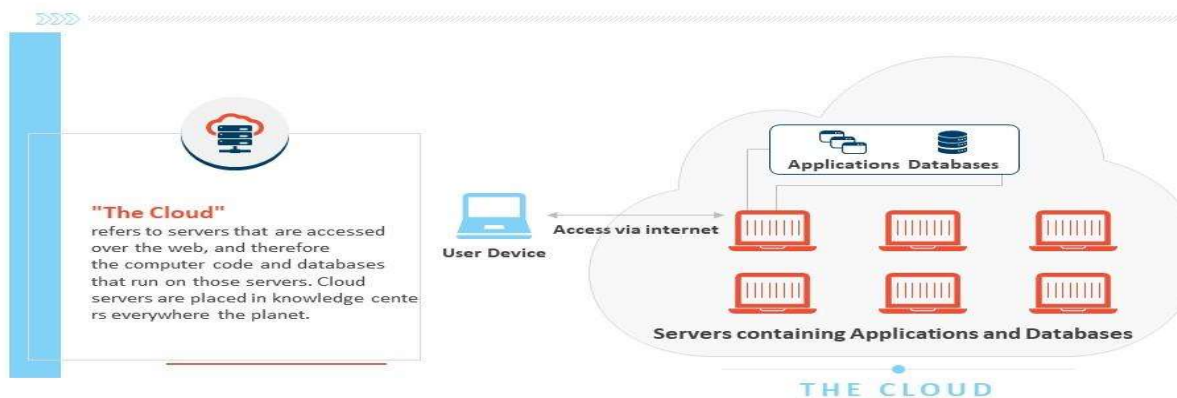 "The Cloud"
refers to servers that are accessed
over the web, and therefore
the computer code and databases
that run on those servers. Cloud
servers are placed in knowledge cente
rs everywhere the planet.
User Device
Access via internet
Applications Databases
Servers containing Applications and Databases
THE CLOUD